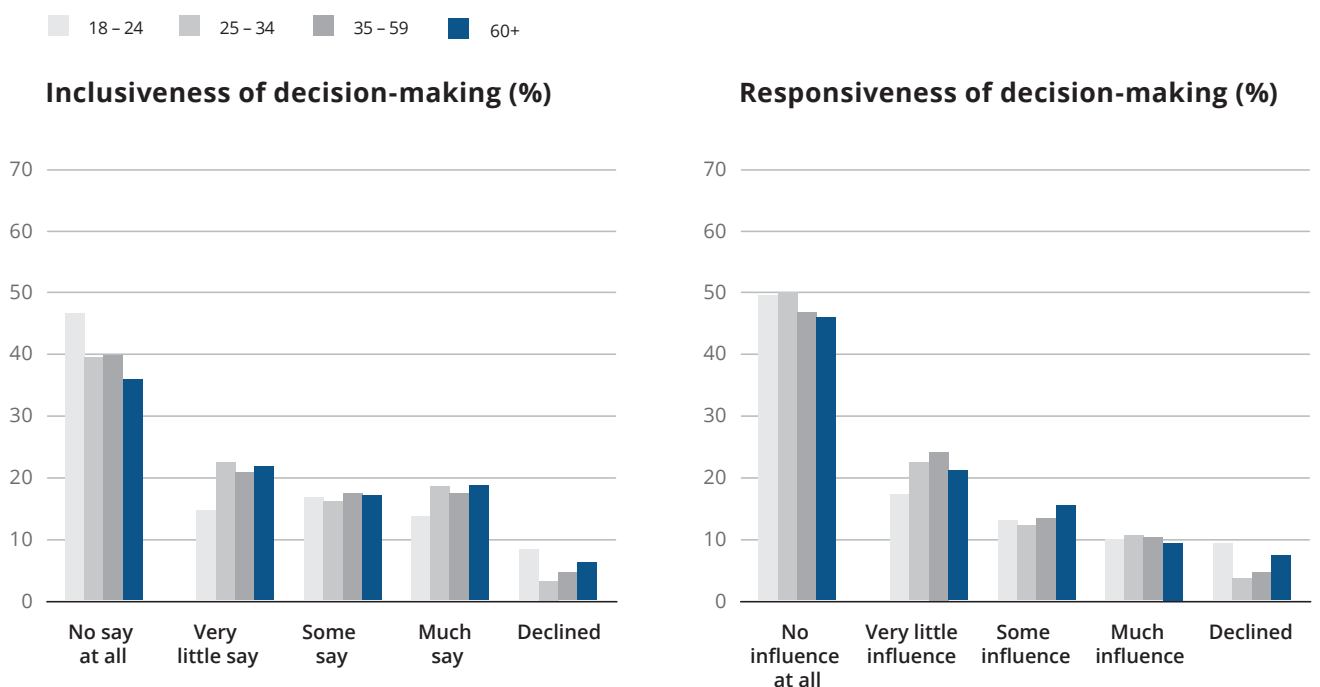 18 – 24 25 – 34 35 – 59 60+
Inclusiveness of decision-making (%)
70
60
50
40
30
20
10
0
No say
at all
Very
little say
Some
say
Much
say
Declined
Responsiveness of decision-making (%)
70
60
50
40
30
20
10
0
No
influence
at all
Very little
influence
Some
influence
Much
influence
Declined